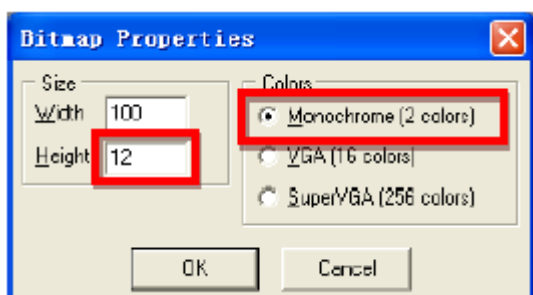 Bitmap Properties
Size
Width 100
Height 12
Colors
Monochrome (2 colors)
VGA (16 colors)
SuperVGA (256 colors)
OK
Cancel